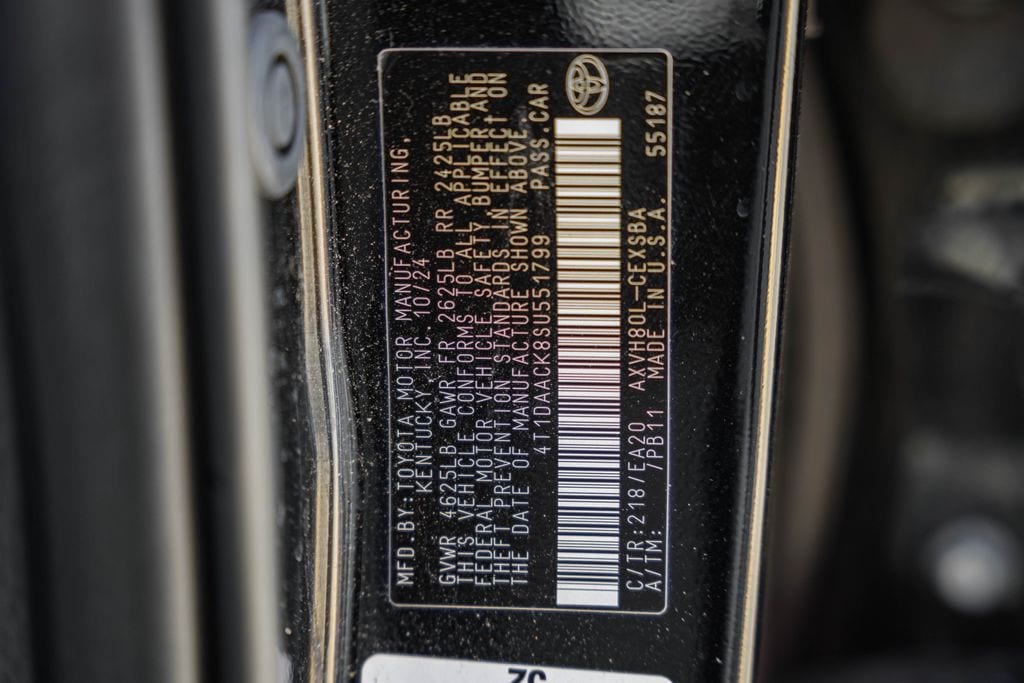 MFD.BY:TOYOTA MOTOR MANUFACTURING,
KENTUCKY,INC. 10/24
GVWR 4625LB GAWR FR 2625LB RR 2425LB
THIS VEHICLE CONFORMS TO ALL APPLICABLE
FEDERAL MOTOR VEHICLE SAFETY, BUMPER, AND
THEFT PREVENTION STANDARDS IN EFFECT ON
THE DATE OF MANUFACTURE SHOWN ABOVE.
4T1DAACK8SU551799 PASS.CAR
C/TR:218/EA20 AXVH80L-CEXSBA
A/TM: /PB11 MADE IN U.S.A. 55187